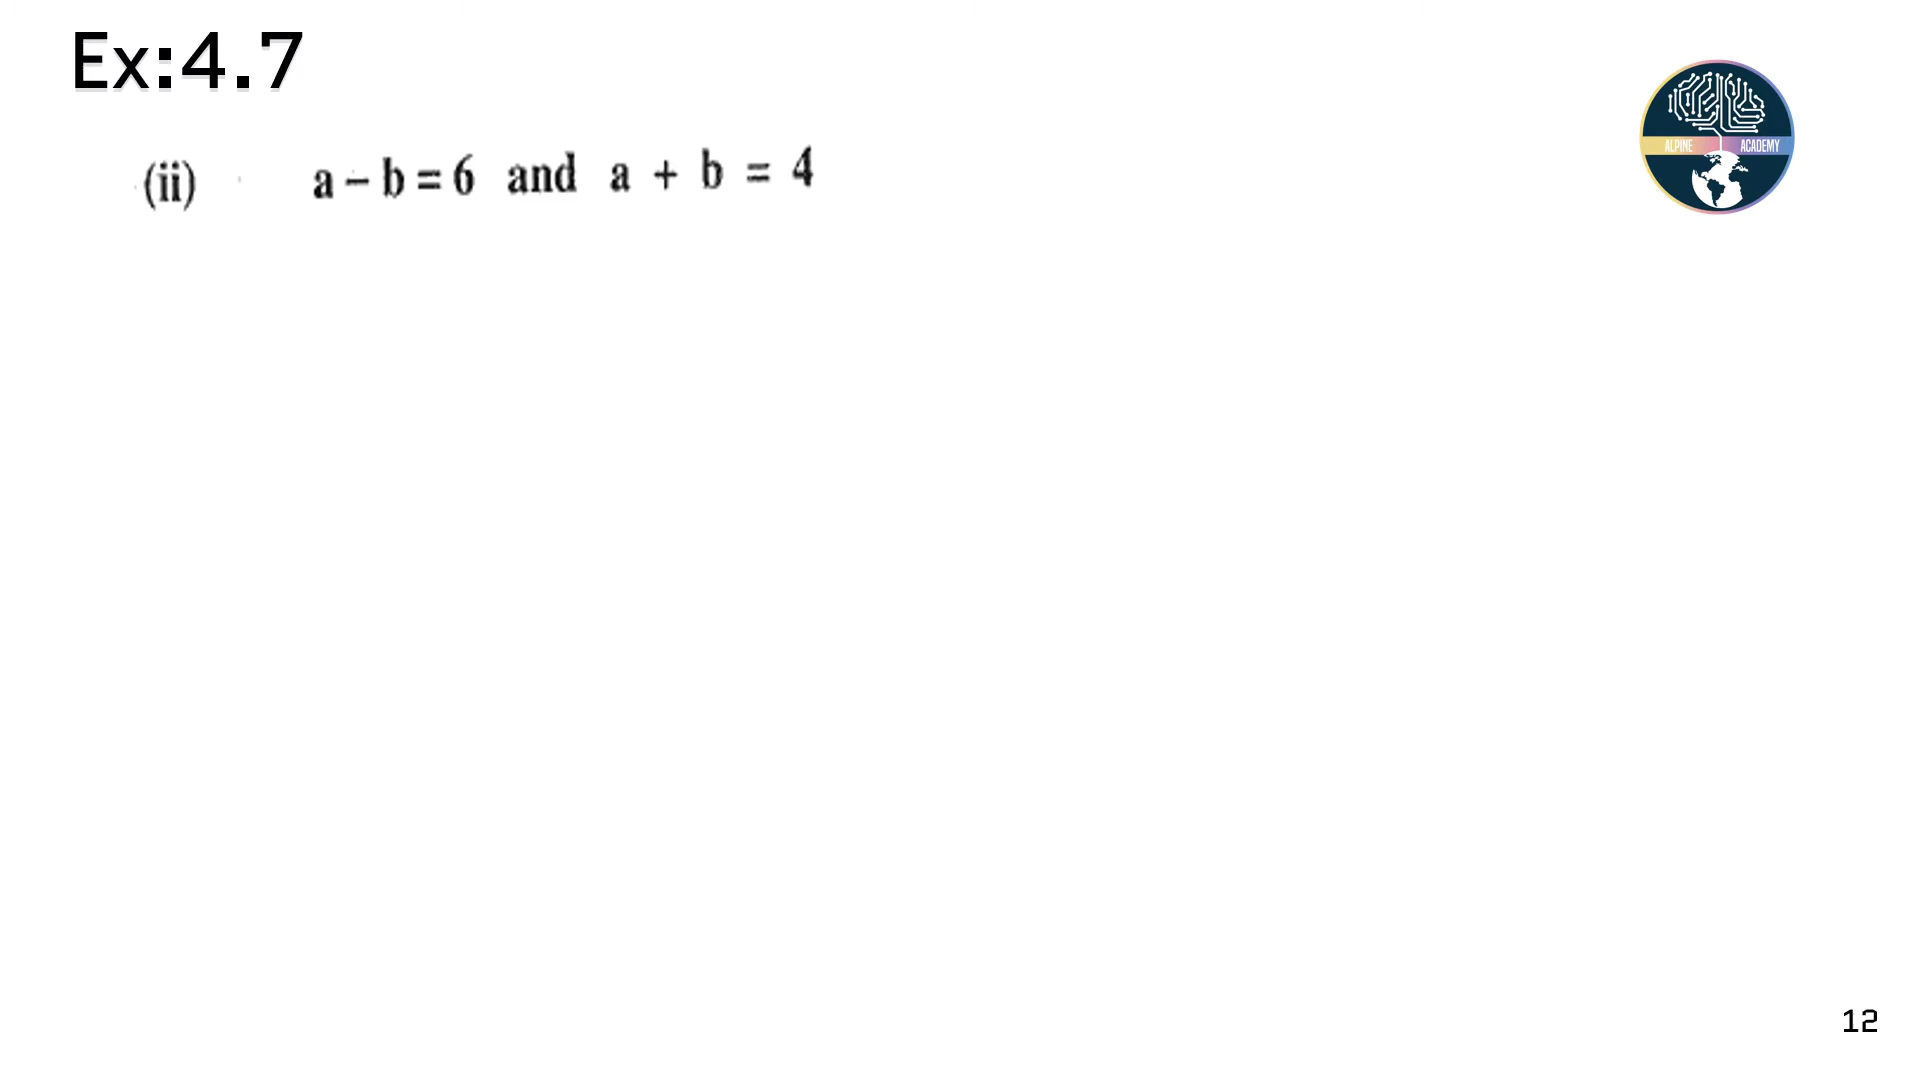 Ex:4.7
(ii) a – b = 6 and a + b = 4
ALPINE ACADEMY
12